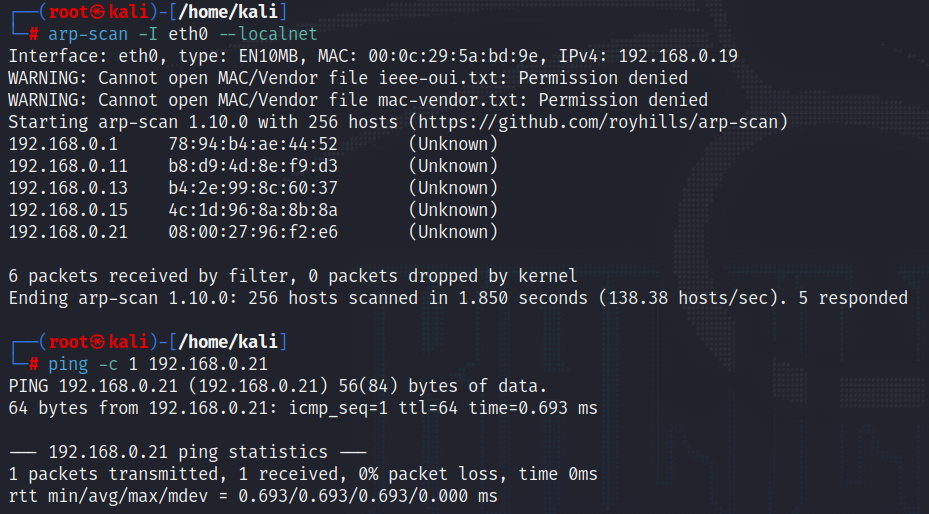 ┌──(root㉿kali)-[/home/kali]
└─# arp-scan -I eth0 --localnet
Interface: eth0, type: EN10MB, MAC: 00:0c:29:5a:bd:9e, IPv4: 192.168.0.19
WARNING: Cannot open MAC/Vendor file ieee-oui.txt: Permission denied
WARNING: Cannot open MAC/Vendor file mac-vendor.txt: Permission denied
Starting arp-scan 1.10.0 with 256 hosts (https://github.com/royhills/arp-scan)
192.168.0.1     78:94:b4:ae:44:52       (Unknown)
192.168.0.11    b8:d9:4d:8e:f9:d3       (Unknown)
192.168.0.13    b4:2e:99:8c:60:37       (Unknown)
192.168.0.15    4c:1d:96:8a:8b:8a       (Unknown)
192.168.0.21    08:00:27:96:f2:e6       (Unknown)

6 packets received by filter, 0 packets dropped by kernel
Ending arp-scan 1.10.0: 256 hosts scanned in 1.850 seconds (138.38 hosts/sec). 5 responded

┌──(root㉿kali)-[/home/kali]
└─# ping -c 1 192.168.0.21
PING 192.168.0.21 (192.168.0.21) 56(84) bytes of data.
64 bytes from 192.168.0.21: icmp_seq=1 ttl=64 time=0.693 ms

--- 192.168.0.21 ping statistics ---
1 packets transmitted, 1 received, 0% packet loss, time 0ms
rtt min/avg/max/mdev = 0.693/0.693/0.693/0.000 ms